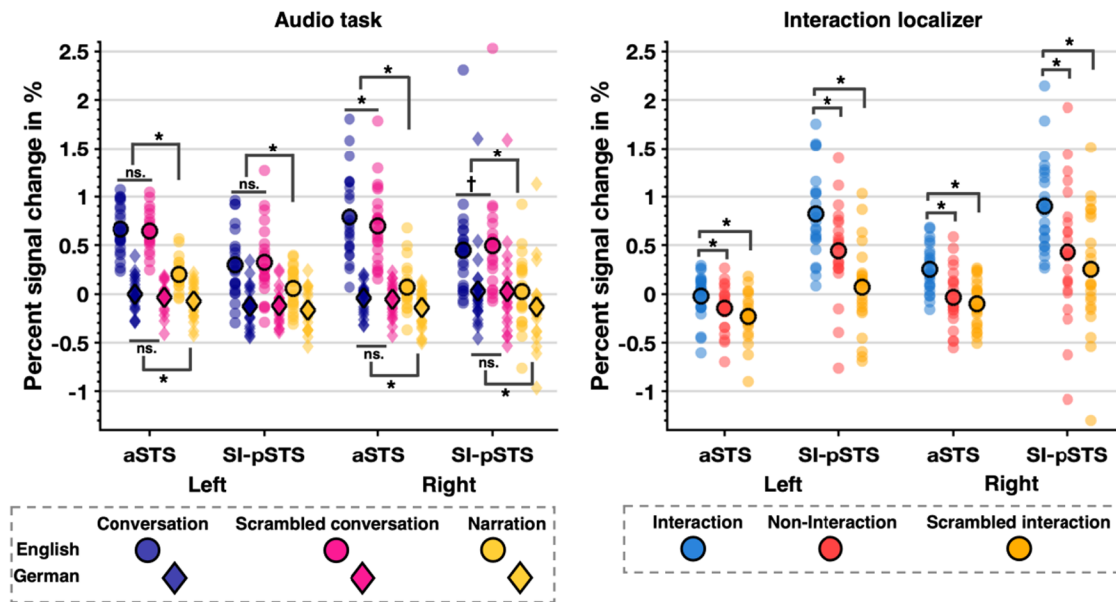 Audio task
Percent signal change in %
2.5
2
1.5
1
0.5
0
-0.5
-1
* * * * *
ns. ns. †
ns. ns. ns.
* * *
aSTS SI-pSTS aSTS SI-pSTS
Left Right
Conversation Scrambled conversation Narration
English
German
Interaction localizer
Percent signal change in %
2.5
2
1.5
1
0.5
0
-0.5
-1
* * * *
* * * *
aSTS SI-pSTS aSTS SI-pSTS
Left Right
Interaction Non-Interaction Scrambled interaction